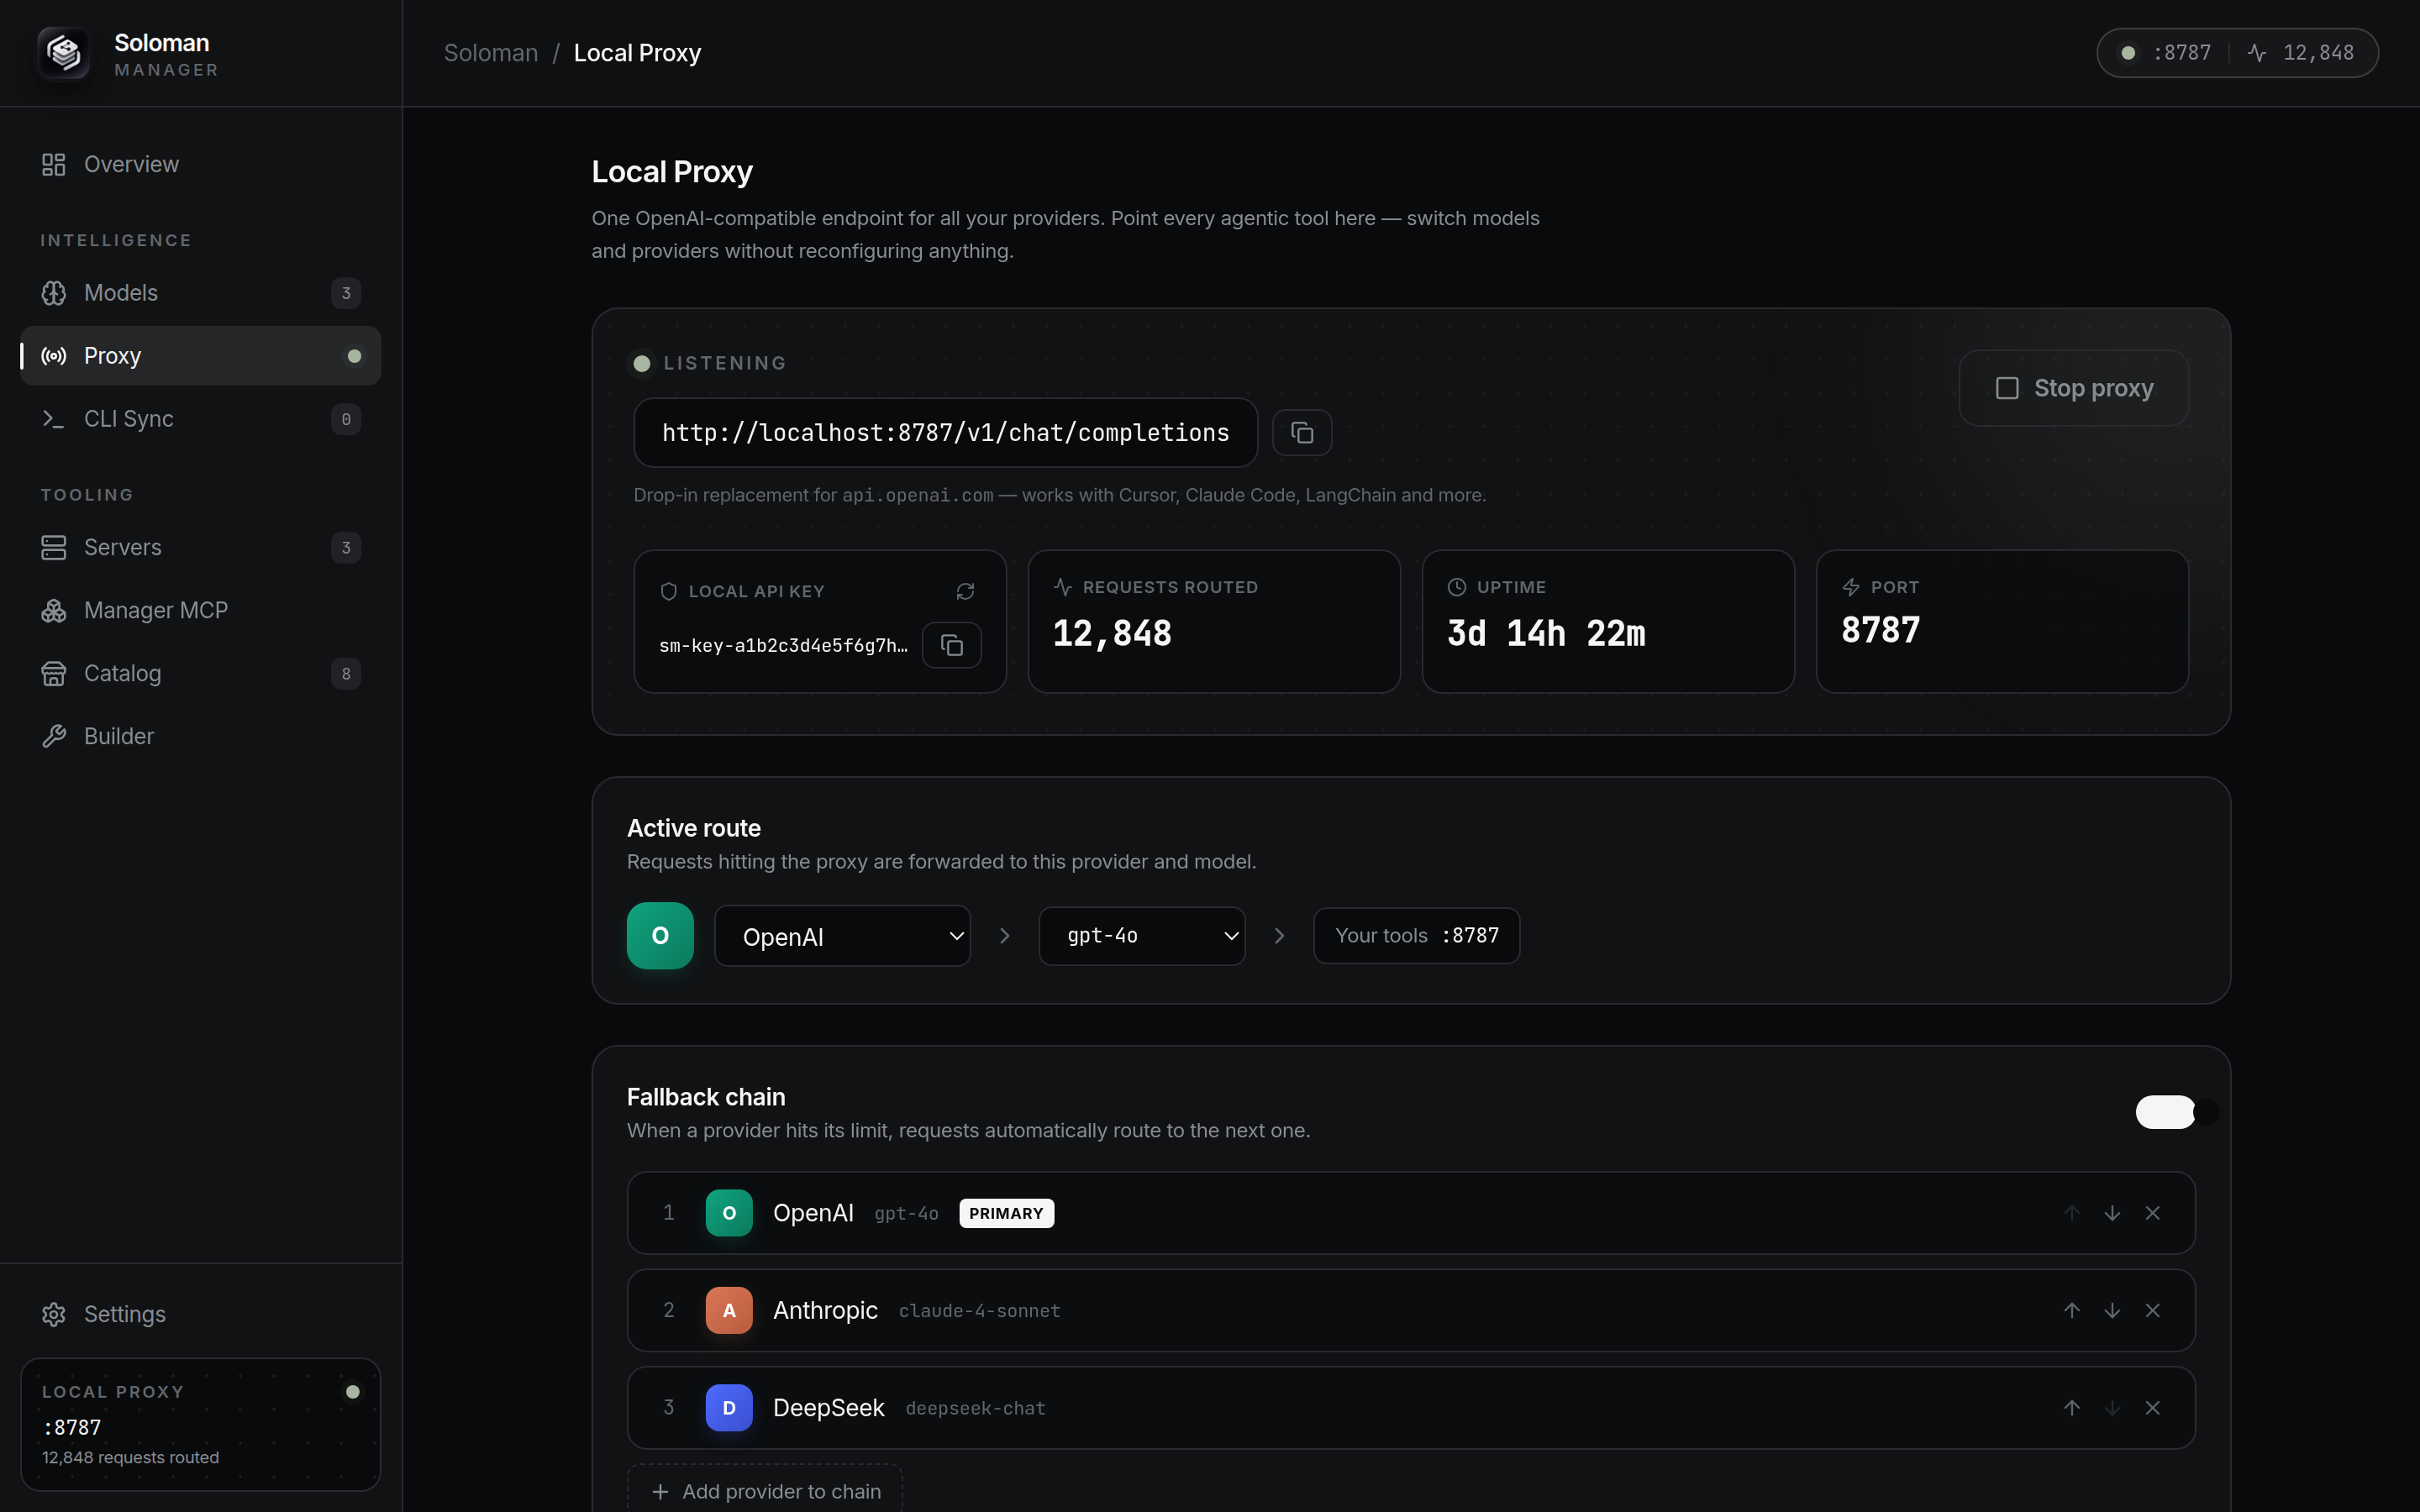 Soloman
MANAGER
Soloman / Local Proxy
:8787 12,848
Overview
INTELLIGENCE
Models 3
Proxy
CLI Sync 0
TOOLING
Servers 3
Manager MCP
Catalog 8
Builder
Settings
LOCAL PROXY
:8787
12,848 requests routed
Local Proxy
One OpenAI-compatible endpoint for all your providers. Point every agentic tool here — switch models
and providers without reconfiguring anything.
LISTENING
Stop proxy
http://localhost:8787/v1/chat/completions
Drop-in replacement for api.openai.com — works with Cursor, Claude Code, LangChain and more.
LOCAL API KEY
sm-key-a1b2c3d4e5f6g7h…
REQUESTS ROUTED
12,848
UPTIME
3d 14h 22m
PORT
8787
Active route
Requests hitting the proxy are forwarded to this provider and model.
O OpenAI gpt-4o Your tools :8787
Fallback chain
When a provider hits its limit, requests automatically route to the next one.
1 O OpenAI gpt-4o PRIMARY
2 A Anthropic claude-4-sonnet
3 D DeepSeek deepseek-chat
Add provider to chain